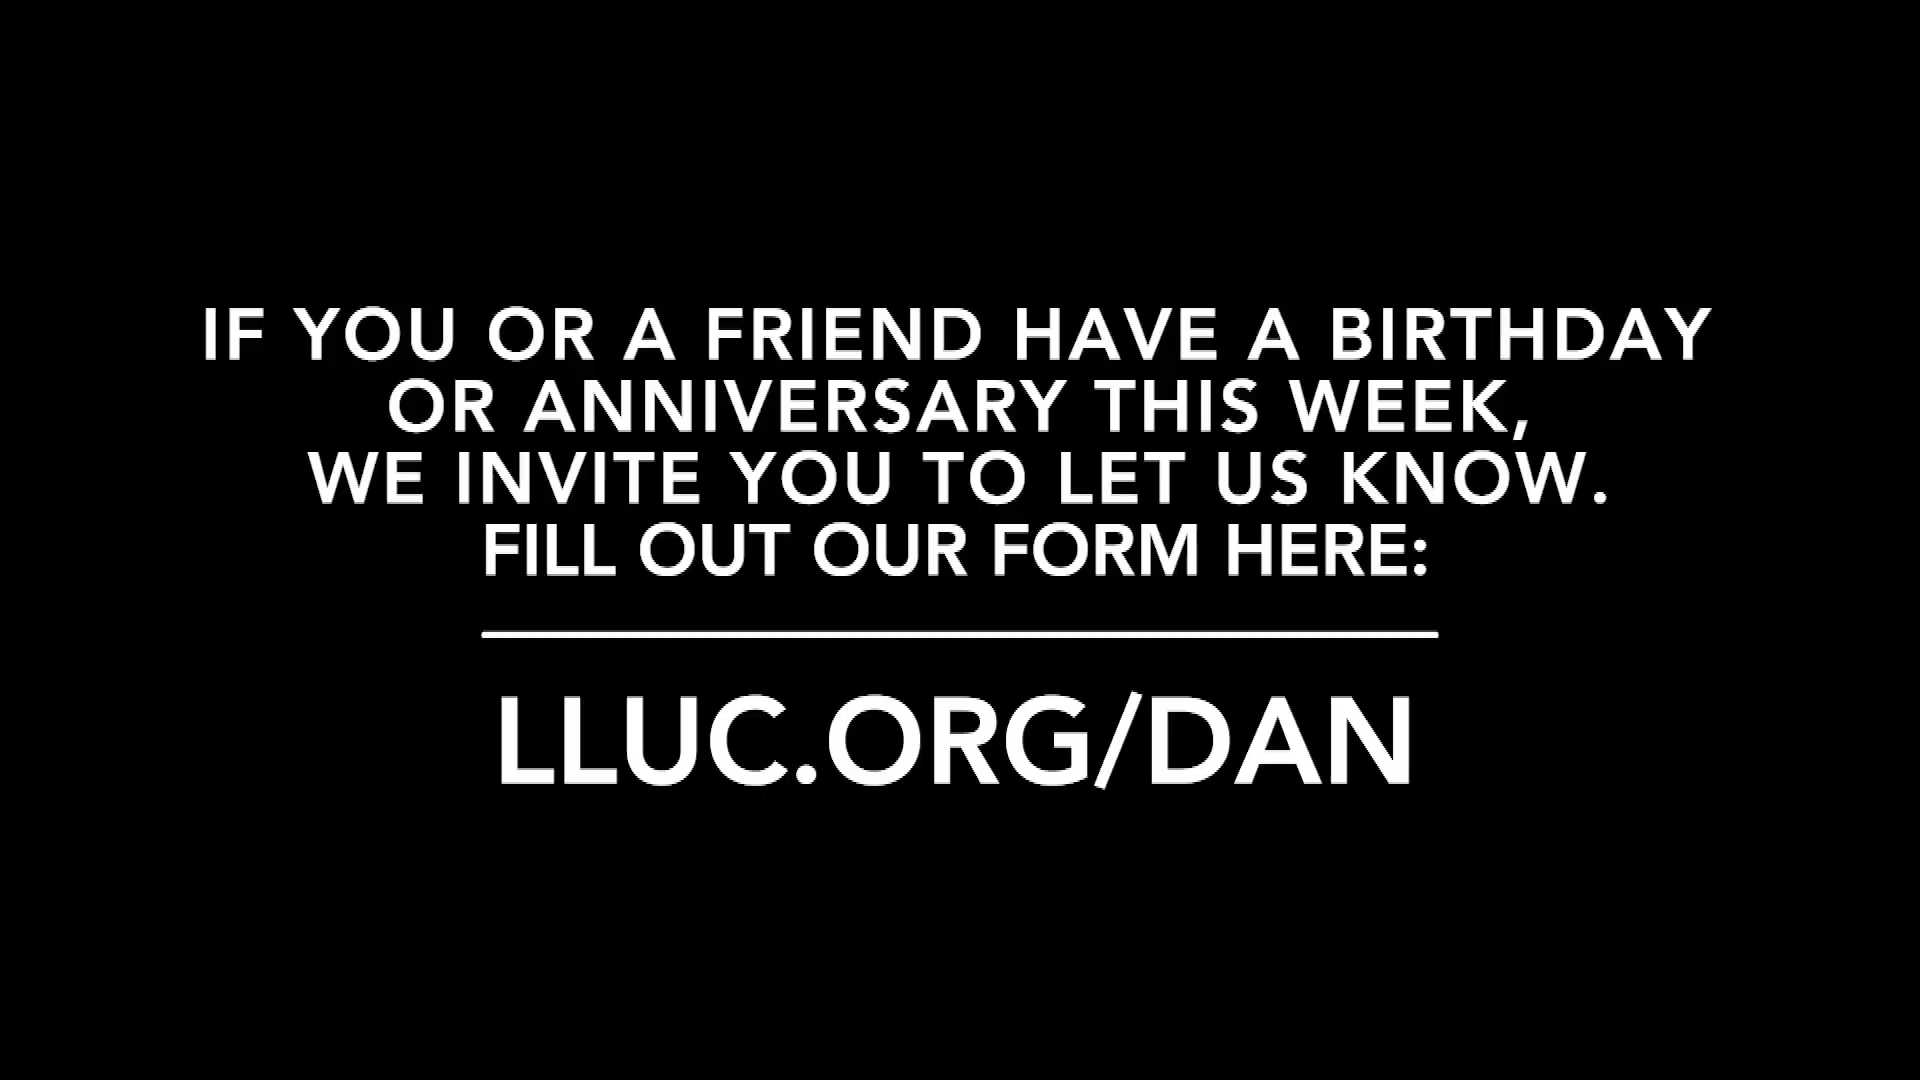 IF YOU OR A FRIEND HAVE A BIRTHDAY
OR ANNIVERSARY THIS WEEK,
WE INVITE YOU TO LET US KNOW.
FILL OUT OUR FORM HERE:
LLUC.ORG/DAN